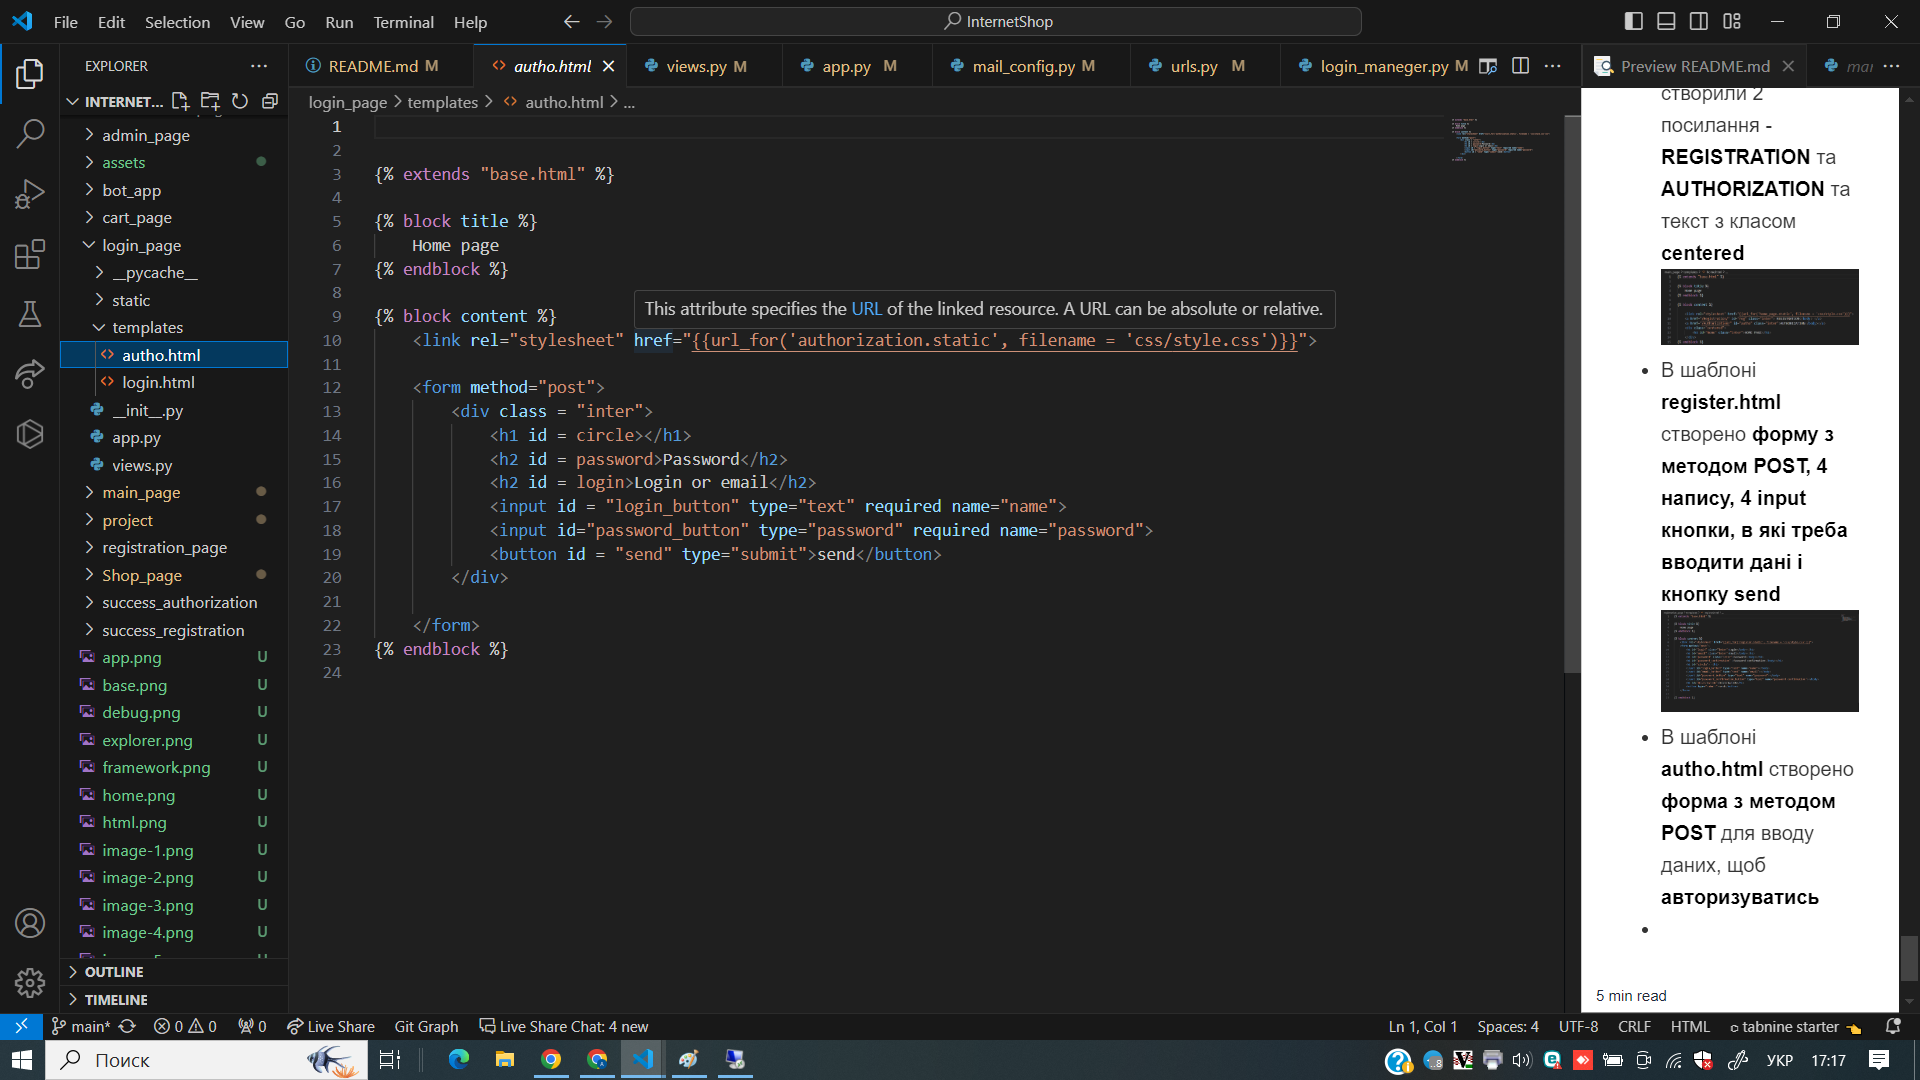 File Edit Selection View Go Run Terminal Help
InternetShop
EXPLORER
README.md M
autho.html
views.py M
app.py M
mail_config.py M
urls.py M
login_maneger.py M
Preview README.md
INTERNET...
login_page > templates > autho.html > ...
admin_page
assets
bot_app
cart_page
login_page
__pycache__
static
templates
autho.html
login.html
__init__.py
app.py
views.py
main_page
project
registration_page
Shop_page
success_authorization
success_registration
app.png U
base.png U
debug.png U
explorer.png U
framework.png U
home.png U
html.png U
image-1.png U
image-2.png U
image-3.png U
image-4.png U
OUTLINE
TIMELINE
1
2
3 {% extends "base.html" %}
4
5 {% block title %}
6 Home page
7 {% endblock %}
8
This attribute specifies the URL of the linked resource. A URL can be absolute or relative.
9 {% block content %}
10 <link rel="stylesheet" href="{{url_for('authorization.static', filename = 'css/style.css')}}">
11
12 <form method="post">
13 <div class = "inter">
14 <h1 id = circle></h1>
15 <h2 id = password>Password</h2>
16 <h2 id = login>Login or email</h2>
17 <input id = "login_button" type="text" required name="name">
18 <input id="password_button" type="password" required name="password">
19 <button id = "send" type="submit">send</button>
20 </div>
21
22 </form>
23 {% endblock %}
24
створили 2
посилання -
REGISTRATION та
AUTHORIZATION та
текст з класом
centered
• В шаблоні
register.html
створено форму з
методом POST, 4
напису, 4 input
кнопки, в які треба
вводити дані і
кнопку send
• В шаблоні
autho.html створено
форма з методом
POST для вводу
даних, щоб
авторизуватись
•
5 min read
main* 0 0 0 Live Share Git Graph Live Share Chat: 4 new
Ln 1, Col 1 Spaces: 4 UTF-8 CRLF HTML tabnine starter
Поиск
УКР 17:17